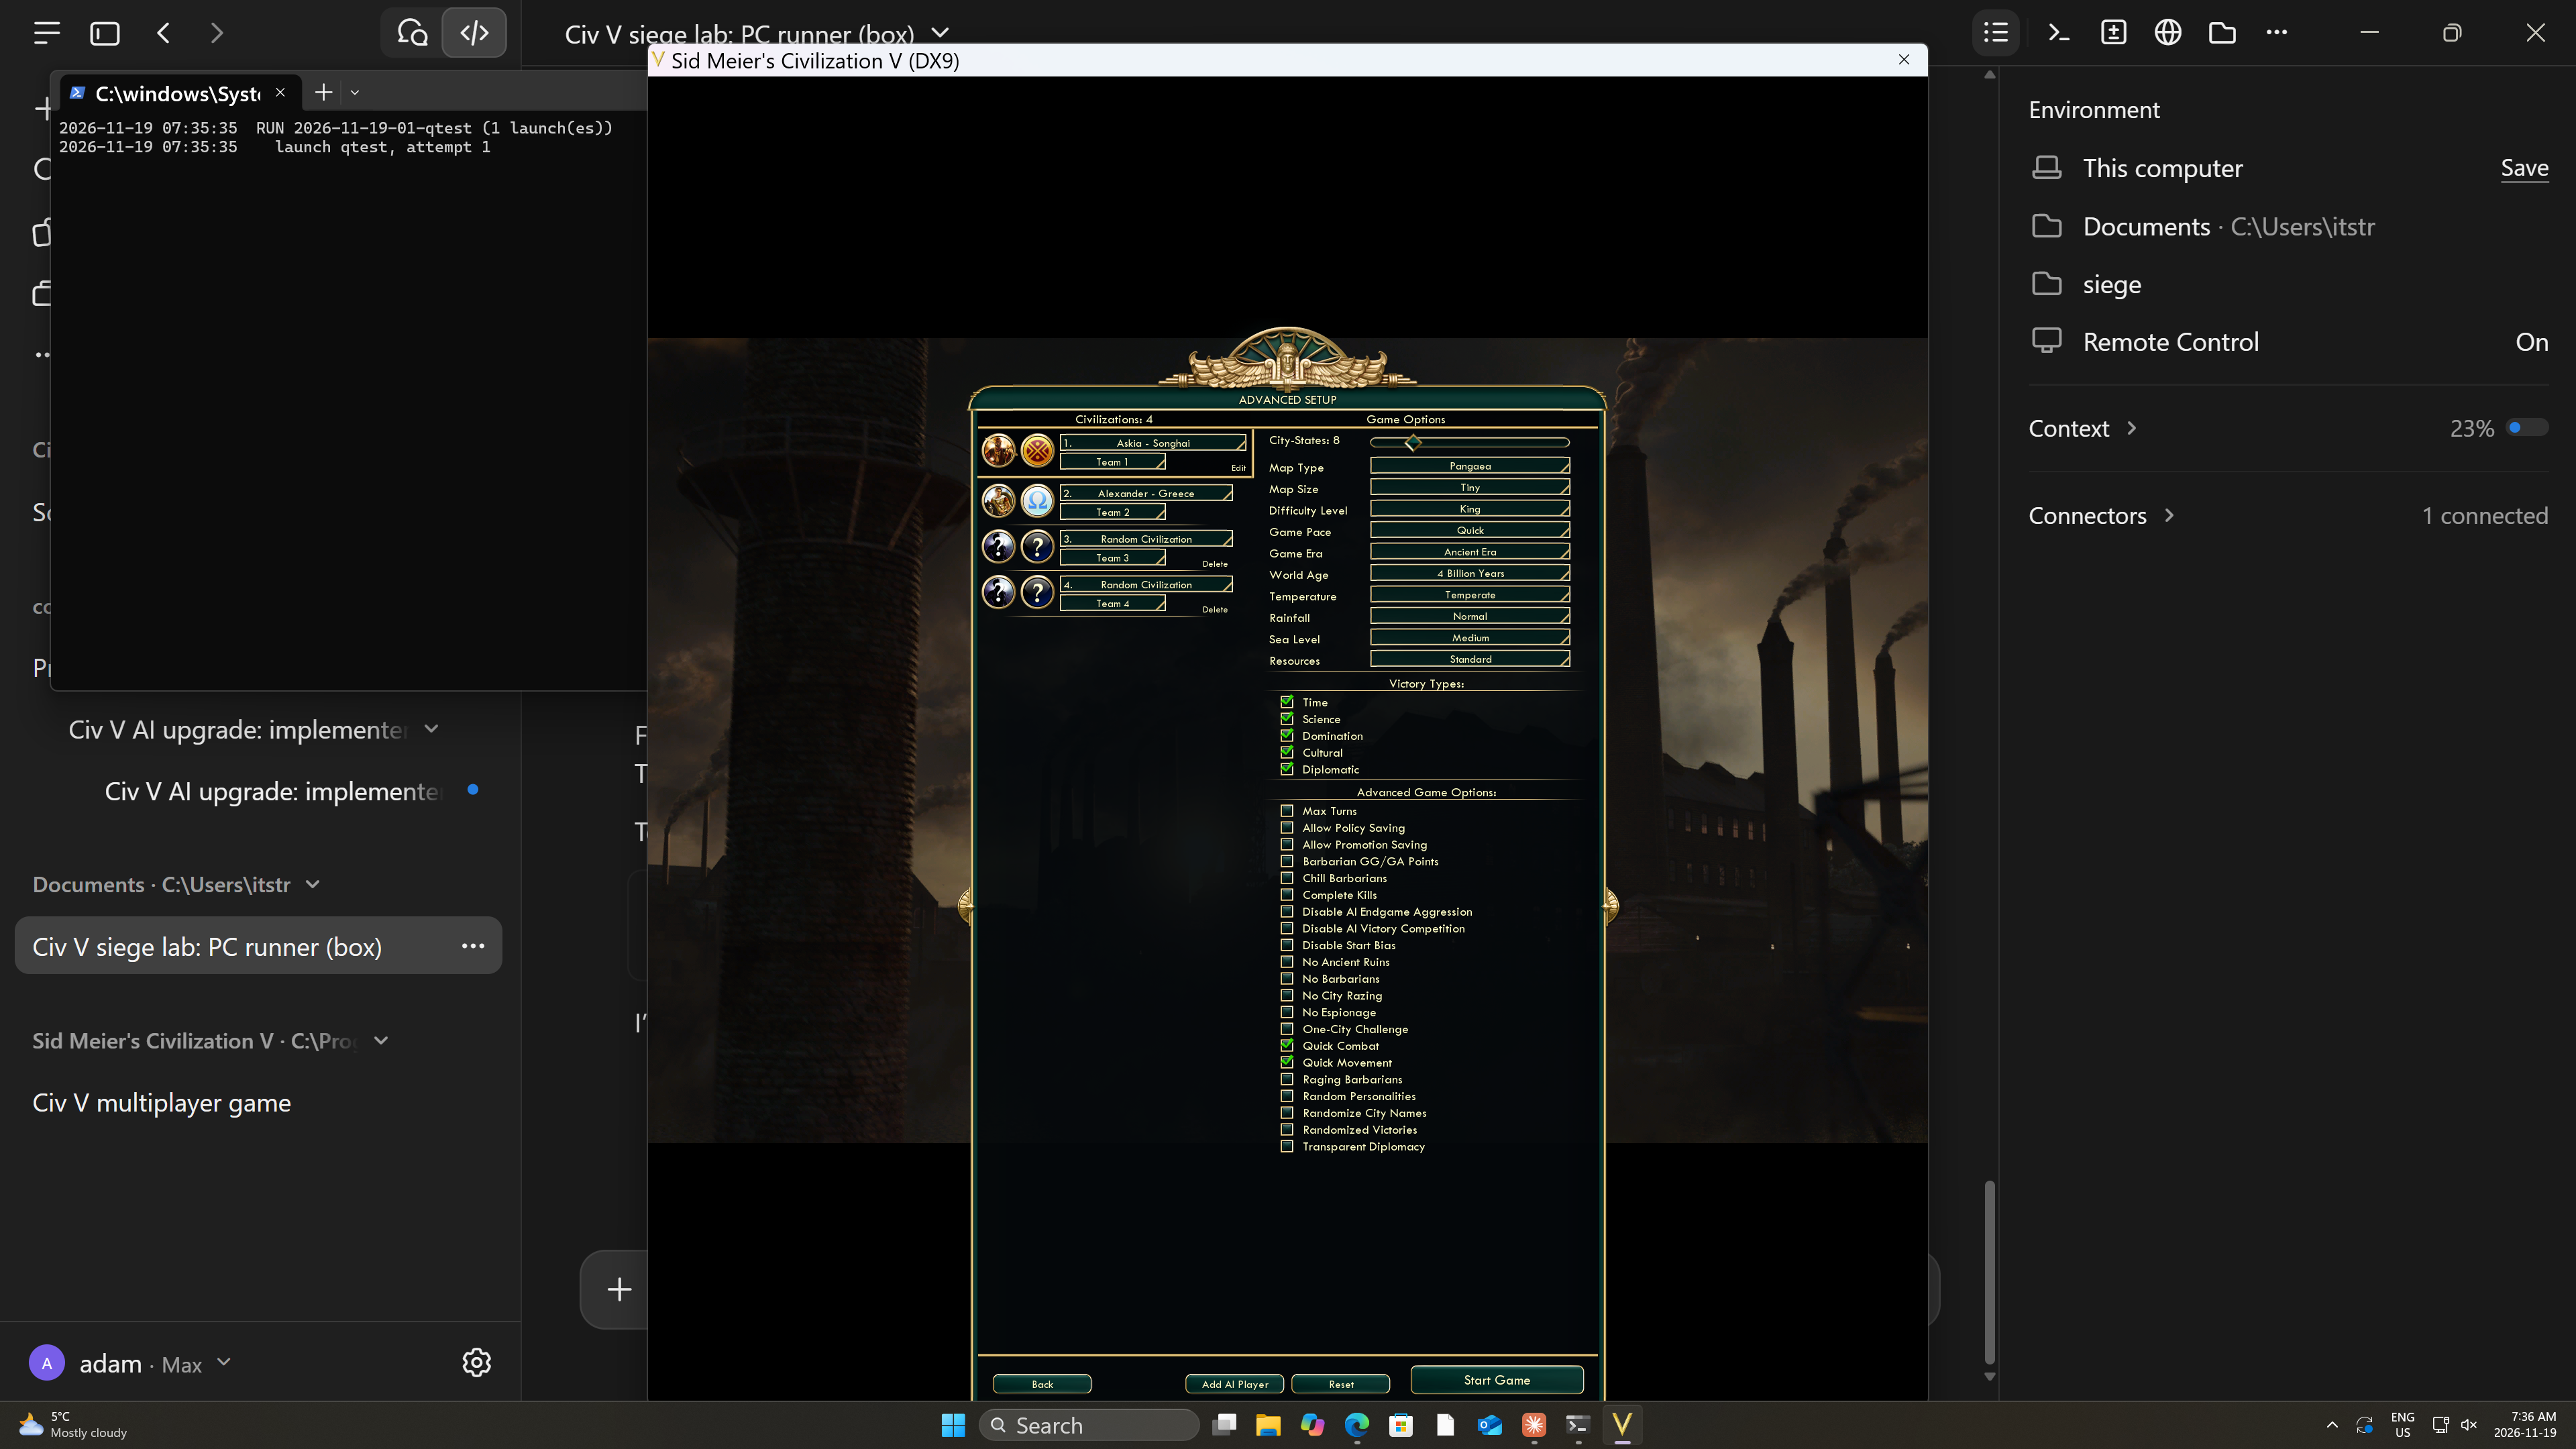 Civ V siege lab: PC runner (box)
C:\windows\Syst
2026-11-19 07:35:35  RUN 2026-11-19-01-qtest (1 launch(es))
2026-11-19 07:35:35    launch qtest, attempt 1
Sid Meier's Civilization V (DX9)
ADVANCED SETUP
Civilizations: 4
1. Askia - Songhai
Team 1
Edit
2. Alexander - Greece
Team 2
3. Random Civilization
Team 3
Delete
4. Random Civilization
Team 4
Delete
Game Options
City-States: 8
Map Type Pangaea
Map Size Tiny
Difficulty Level King
Game Pace Quick
Game Era Ancient Era
World Age 4 Billion Years
Temperature Temperate
Rainfall Normal
Sea Level Medium
Resources Standard
Victory Types:
Time
Science
Domination
Cultural
Diplomatic
Advanced Game Options:
Max Turns
Allow Policy Saving
Allow Promotion Saving
Barbarian GG/GA Points
Chill Barbarians
Complete Kills
Disable AI Endgame Aggression
Disable AI Victory Competition
Disable Start Bias
No Ancient Ruins
No Barbarians
No City Razing
No Espionage
One-City Challenge
Quick Combat
Quick Movement
Raging Barbarians
Random Personalities
Randomize City Names
Randomized Victories
Transparent Diplomacy
Back
Add AI Player
Reset
Start Game
Environment
This computer Save
Documents · C:\Users\itstr
siege
Remote Control On
Context 23%
Connectors 1 connected
Civ V AI upgrade: implementer
Civ V AI upgrade: implementer
Documents · C:\Users\itstr
Civ V siege lab: PC runner (box)
Sid Meier's Civilization V · C:\Prog
Civ V multiplayer game
A adam · Max
5°C
Mostly cloudy
Search
ENG
US
7:36 AM
2026-11-19